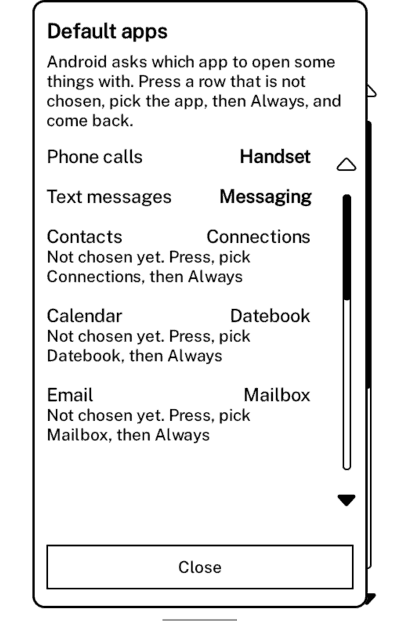 Default apps
Android asks which app to open some
things with. Press a row that is not
chosen, pick the app, then Always, and
come back.
Phone calls Handset
Text messages Messaging
Contacts Connections
Not chosen yet. Press, pick
Connections, then Always
Calendar Datebook
Not chosen yet. Press, pick
Datebook, then Always
Email Mailbox
Not chosen yet. Press, pick
Mailbox, then Always
Close